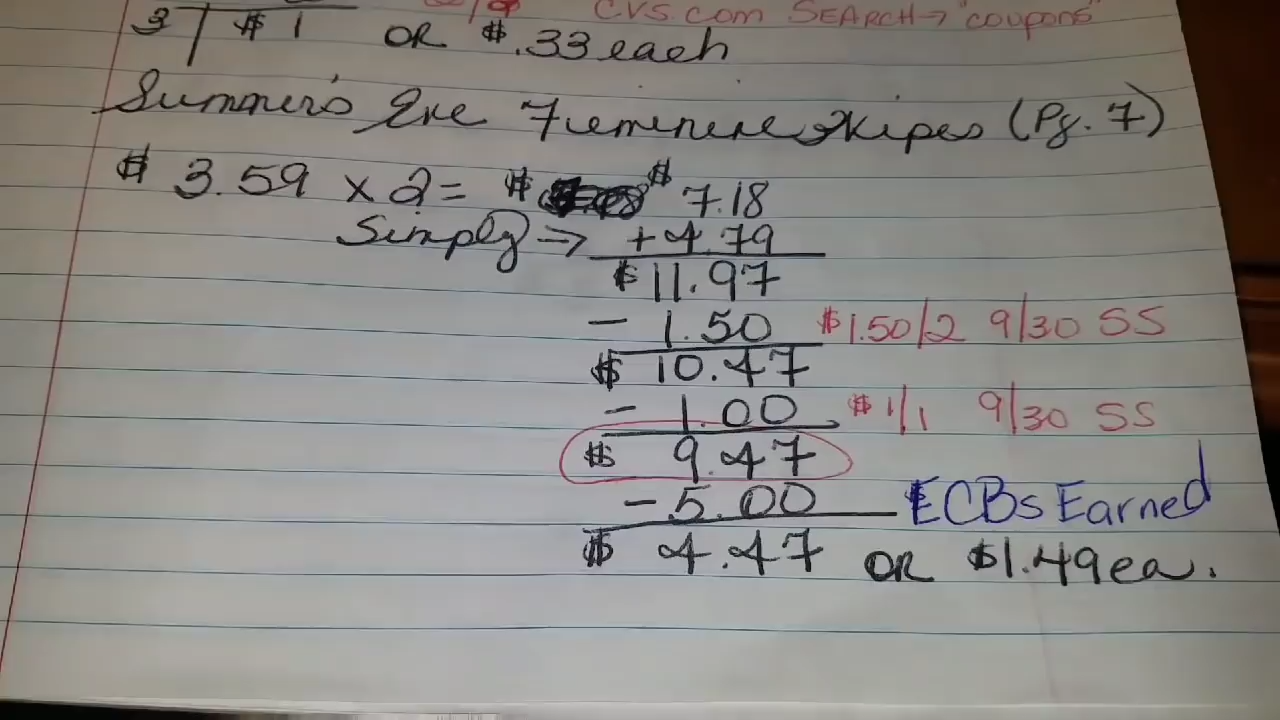 CVS.com SEARCH→ "coupons"
3 $ 1 OR $.33 each
Summer's Eve Feminine Wipes (Pg. 7)
$ 3.59 x 2 = $ $ 7.18
Simply → + 4.79
$ 11.97
- 1.50 $1.50/2 9/30 SS
$ 10.47
- 1.00 $1/1 9/30 SS
$ 9.47
- 5.00 ECBs Earned
$ 4.47 OR $1.49 ea.